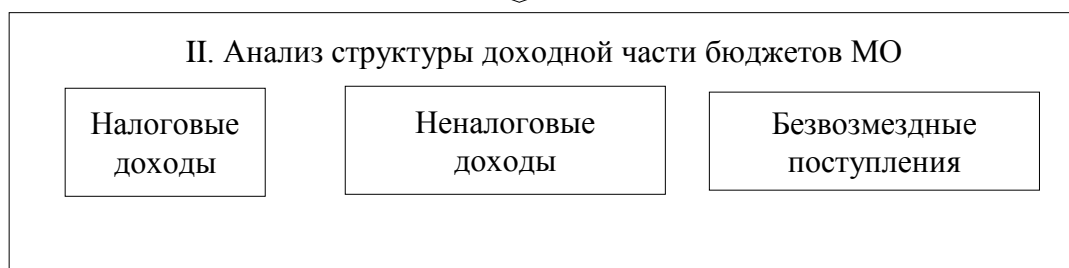 II. Анализ структуры доходной части бюджетов МО
Налоговые
доходы
Неналоговые
доходы
Безвозмездные
поступления